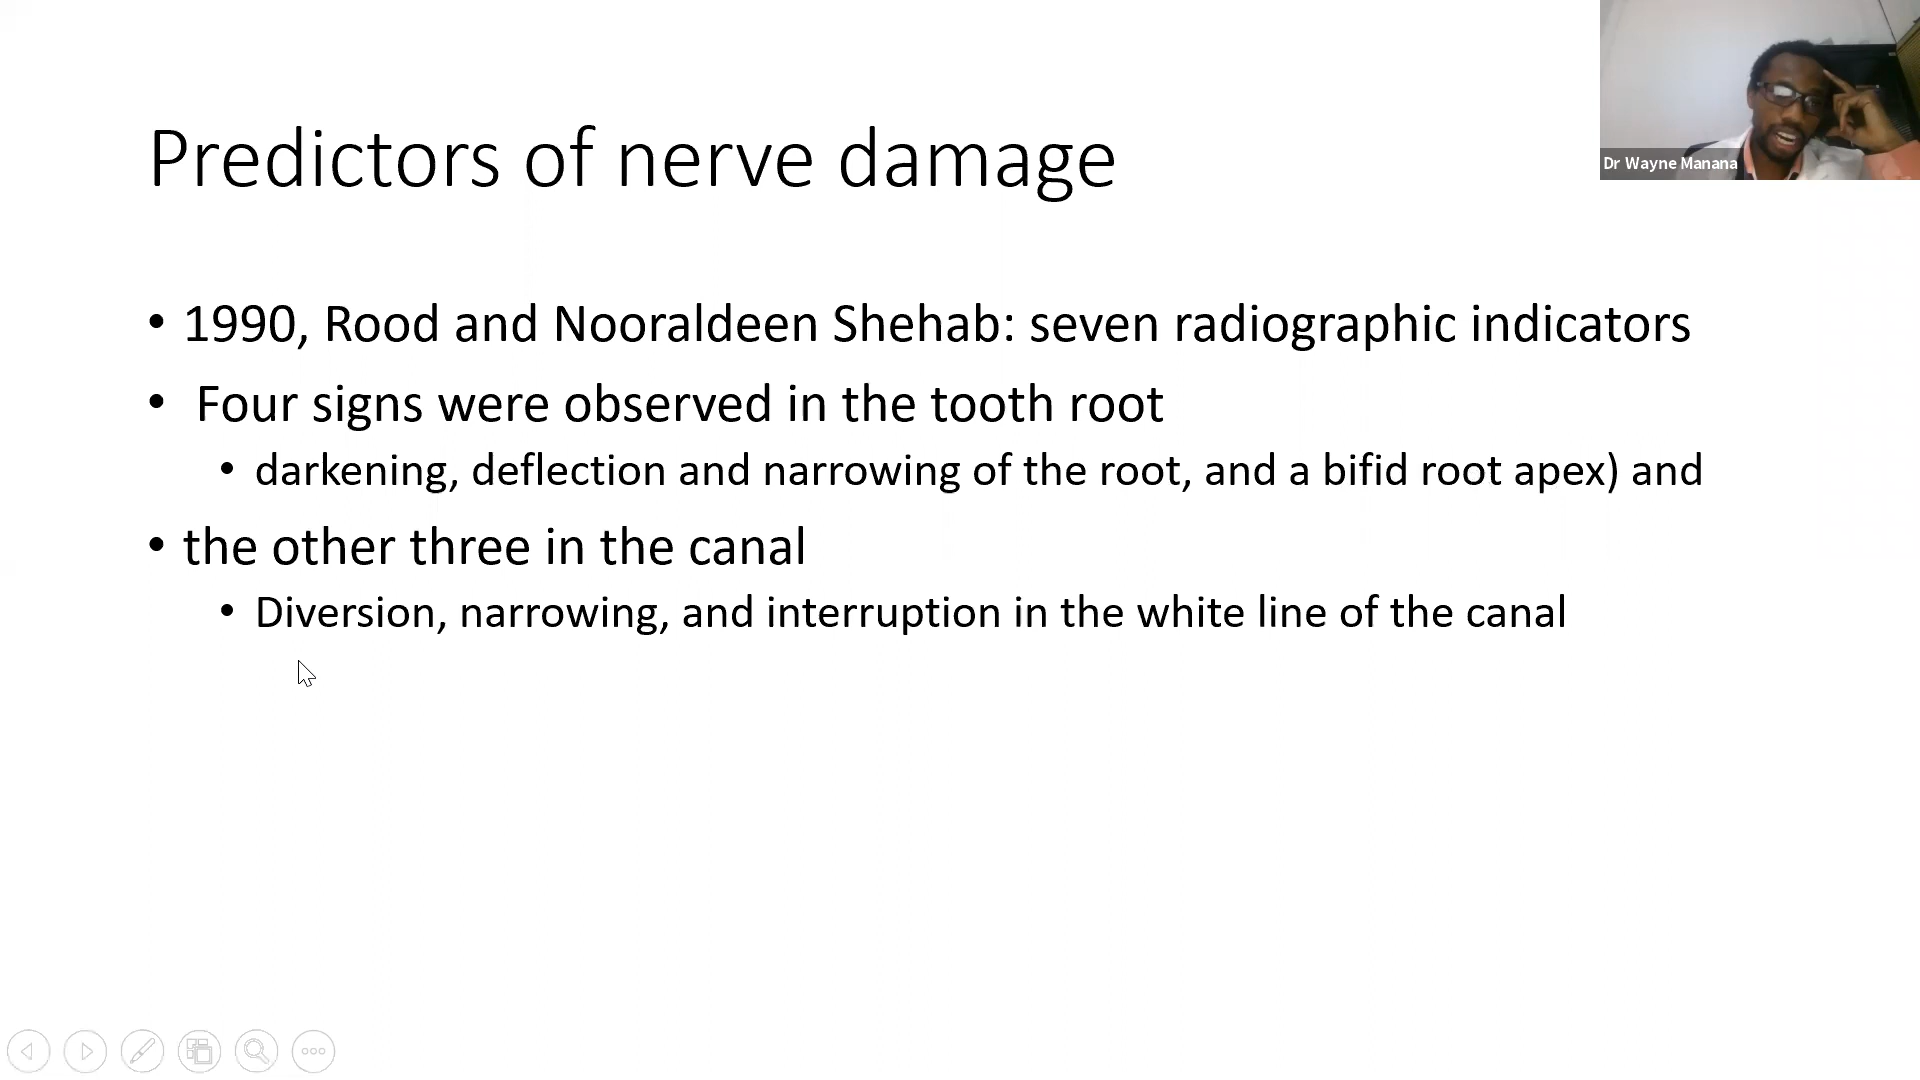 Predictors of nerve damage
Dr Wayne Manana
• 1990, Rood and Nooraldeen Shehab: seven radiographic indicators
• Four signs were observed in the tooth root
• darkening, deflection and narrowing of the root, and a bifid root apex) and
• the other three in the canal
• Diversion, narrowing, and interruption in the white line of the canal